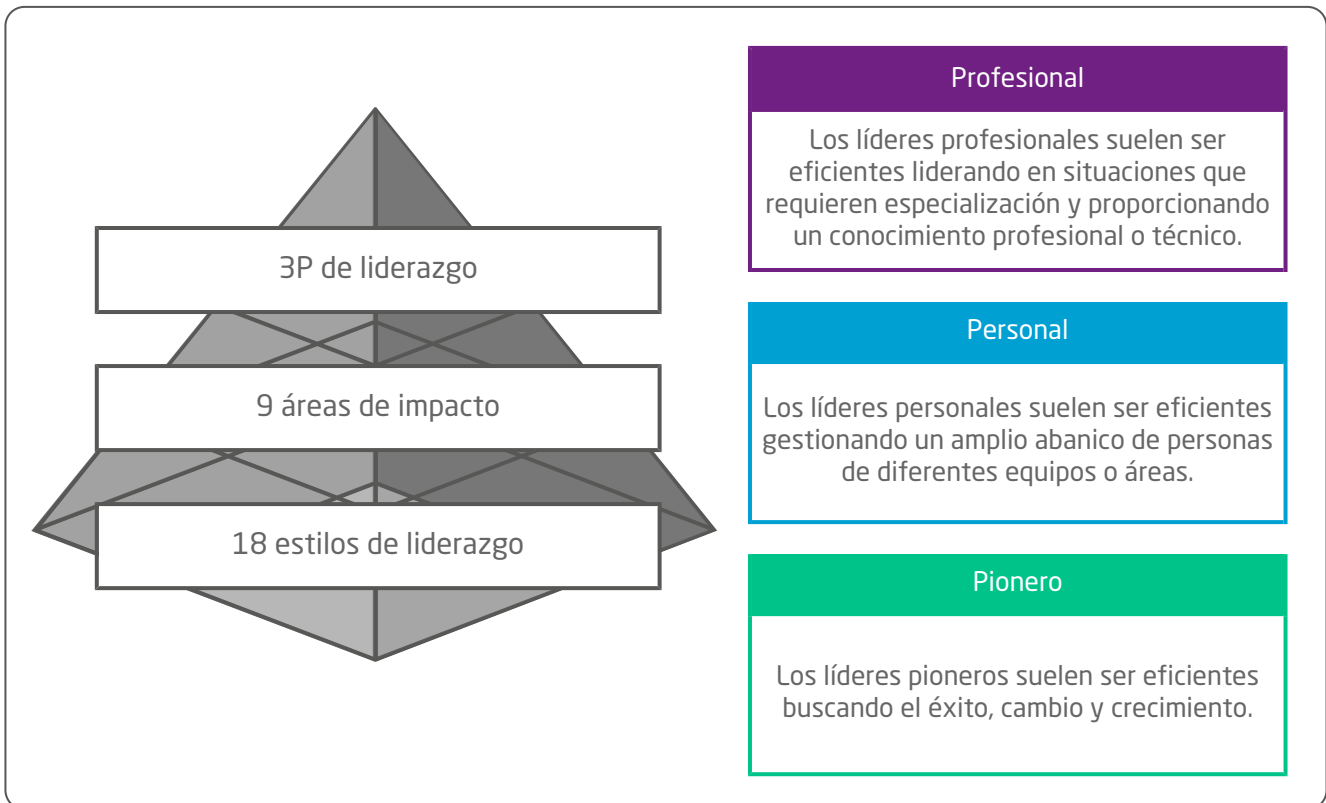 3P de liderazgo
9 áreas de impacto
18 estilos de liderazgo
Profesional
Los líderes profesionales suelen ser
eficientes liderando en situaciones que
requieren especialización y proporcionando
un conocimiento profesional o técnico.
Personal
Los líderes personales suelen ser eficientes
gestionando un amplio abanico de personas
de diferentes equipos o áreas.
Pionero
Los líderes pioneros suelen ser eficientes
buscando el éxito, cambio y crecimiento.